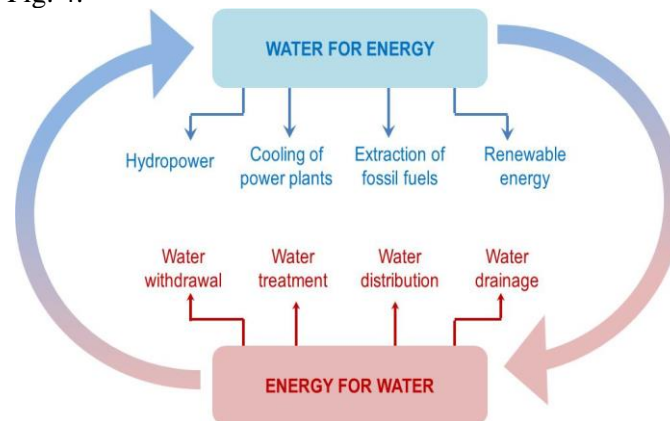 Fig. 4.
WATER FOR ENERGY
Hydropower
Cooling of
power plants
Extraction of
fossil fuels
Renewable
energy
Water
withdrawal
Water
treatment
Water
distribution
Water
drainage
ENERGY FOR WATER